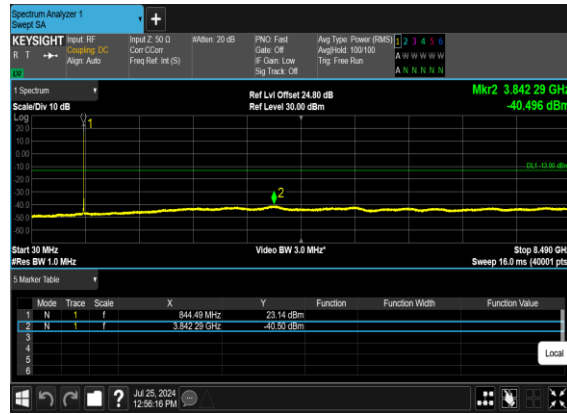 Spectrum Analyzer 1
Swept SA
KEYSIGHT Input: RF Input Z: 50 Ω #Atten: 20 dB PNO: Fast Avg Type: Power (RMS) 1 2 3 4 5 6
R T Coupling: DC Corr CCorr Gate: Off Avg|Hold: 100/100 A W W W W W
Align: Auto Freq Ref: Int (S) IF Gain: Low Trig: Free Run
Sig Track: Off A N N N N N
1 Spectrum Ref Lvl Offset 24.80 dB Mkr2 3.842 29 GHz
Scale/Div 10 dB Ref Level 30.00 dBm -40.496 dBm
Log
1
20.0
10.0
0.00
-10.0
DL1 -13.00 dBm
-20.0
-30.0
2
-40.0
-50.0
-60.0
Start 30 MHz Video BW 3.0 MHz* Stop 8.490 GHz
#Res BW 1.0 MHz Sweep 16.0 ms (40001 pts)
5 Marker Table
Mode Trace Scale X Y Function Function Width Function Value
1 N 1 f 844.49 MHz 23.14 dBm
2 N 1 f 3.842 29 GHz -40.50 dBm
3
4
5
6
Local
? Jul 25, 2024
12:56:16 PM